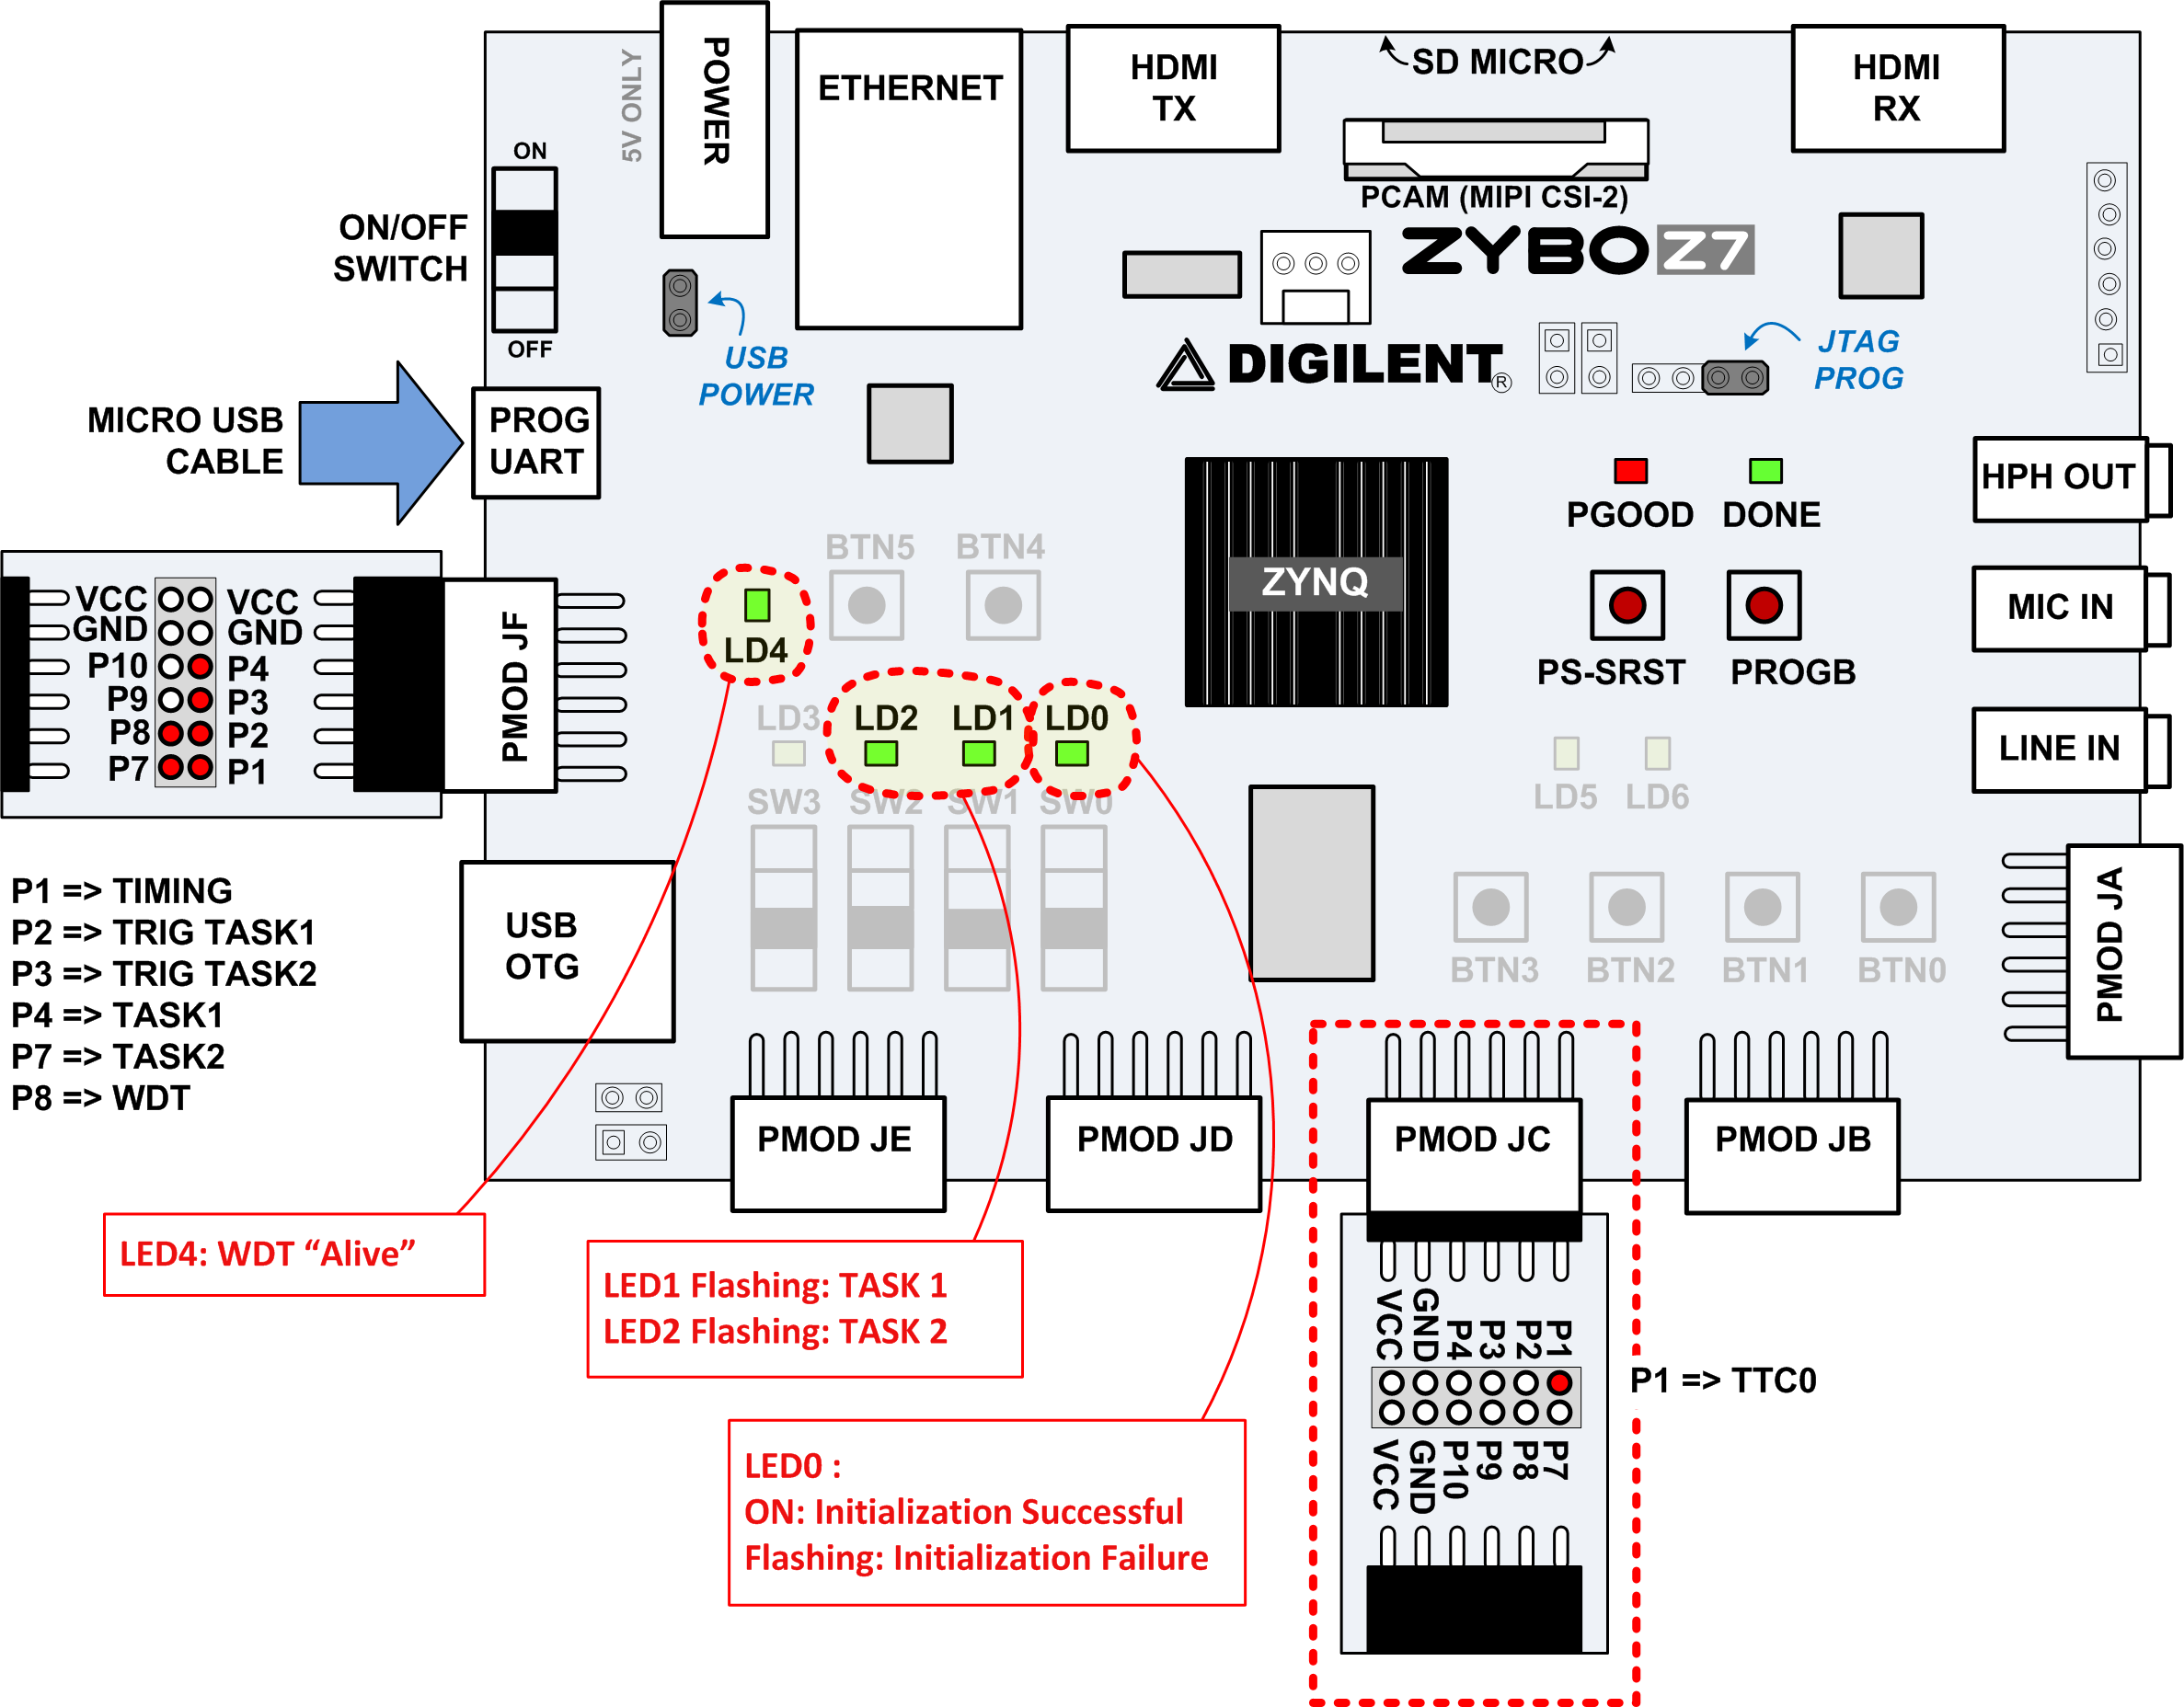 POWER
5V ONLY
ETHERNET
HDMI
TX
SD MICRO
HDMI
RX
PCAM (MIPI CSI-2)
ZYBO Z7
ON
ON/OFF
SWITCH
OFF
USB
POWER
DIGILENT®
JTAG
PROG
MICRO USB
CABLE
PROG
UART
PGOOD
DONE
HPH OUT
BTN5
BTN4
ZYNQ
MIC IN
VCC VCC
GND GND
P10 P4
P9 P3
P8 P2
P7 P1
PMOD JF
LD4
PS-SRST
PROGB
LD3
LD2
LD1
LD0
LINE IN
SW3
SW2
SW1
SW0
LD5
LD6
P1 => TIMING
P2 => TRIG TASK1
P3 => TRIG TASK2
P4 => TASK1
P7 => TASK2
P8 => WDT
USB
OTG
BTN3
BTN2
BTN1
BTN0
PMOD JA
PMOD JE
PMOD JD
PMOD JC
PMOD JB
LED4: WDT “Alive”
LED1 Flashing: TASK 1
LED2 Flashing: TASK 2
VCC GND P4 P3 P2 P1
P1 => TTC0
VCC GND P10 P9 P8 P7
LED0 :
ON: Initialization Successful
Flashing: Initialization Failure